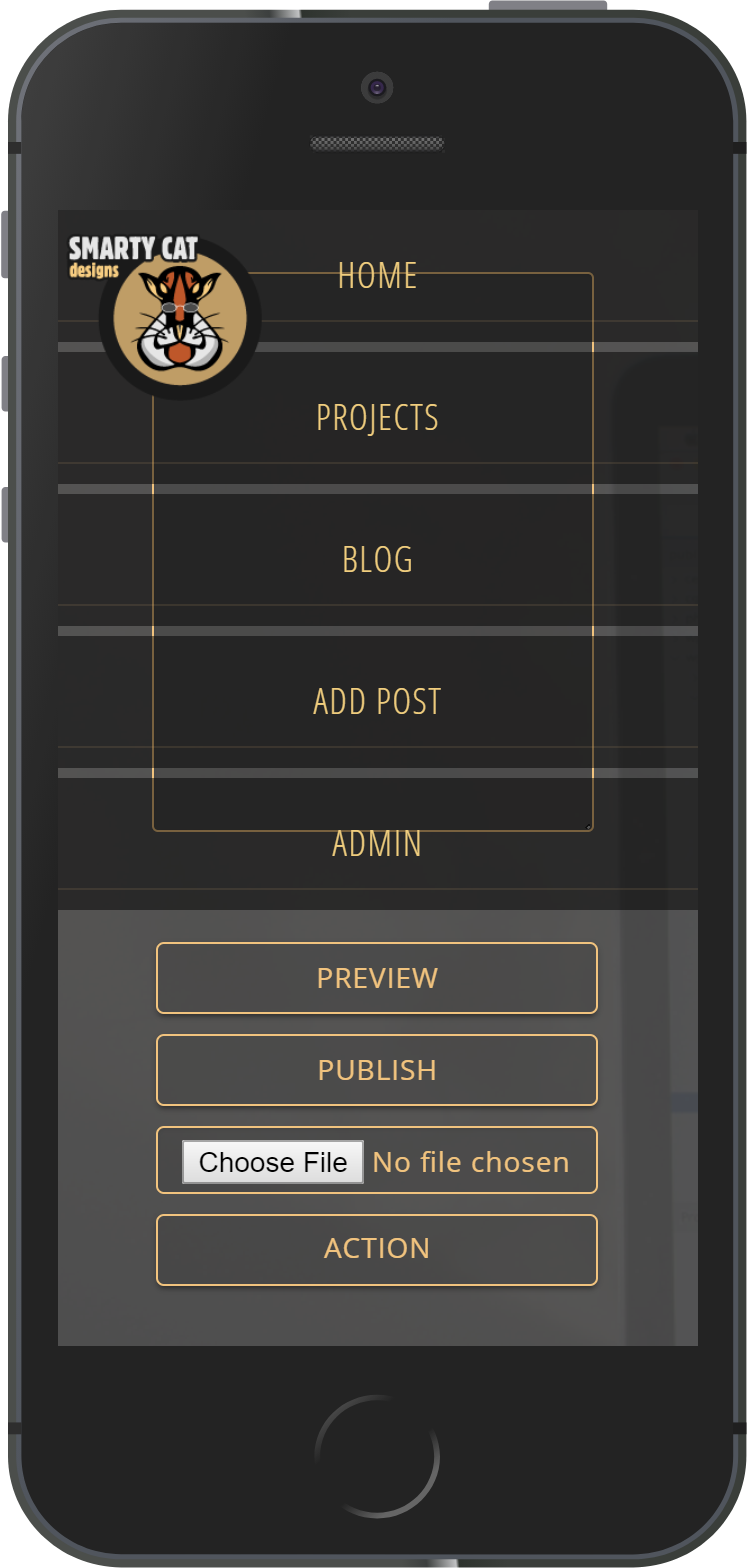 SMARTY CAT
designs
HOME
PROJECTS
BLOG
ADD POST
ADMIN
PREVIEW
PUBLISH
Choose File No file chosen
ACTION